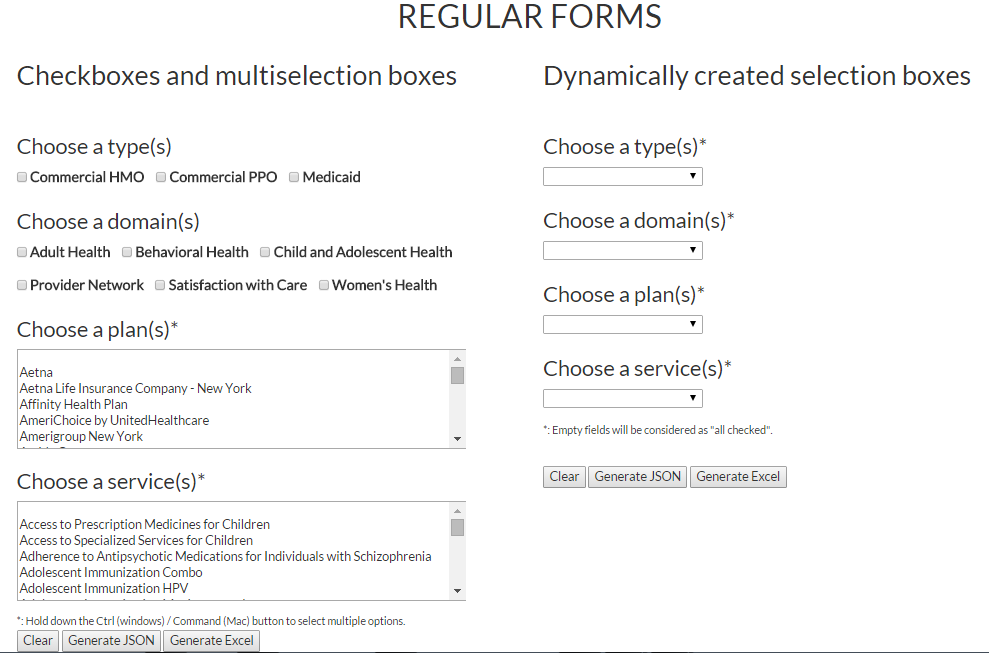 REGULAR FORMS
Checkboxes and multiselection boxes
Choose a type(s)
Commercial HMO Commercial PPO Medicaid
Choose a domain(s)
Adult Health Behavioral Health Child and Adolescent Health
Provider Network Satisfaction with Care Women's Health
Choose a plan(s)*
Aetna
Aetna Life Insurance Company - New York
Affinity Health Plan
AmeriChoice by UnitedHealthcare
Amerigroup New York
Choose a service(s)*
Access to Prescription Medicines for Children
Access to Specialized Services for Children
Adherence to Antipsychotic Medications for Individuals with Schizophrenia
Adolescent Immunization Combo
Adolescent Immunization HPV
*: Hold down the Ctrl (windows) / Command (Mac) button to select multiple options.
Clear Generate JSON Generate Excel
Dynamically created selection boxes
Choose a type(s)*
Choose a domain(s)*
Choose a plan(s)*
Choose a service(s)*
*: Empty fields will be considered as "all checked".
Clear Generate JSON Generate Excel